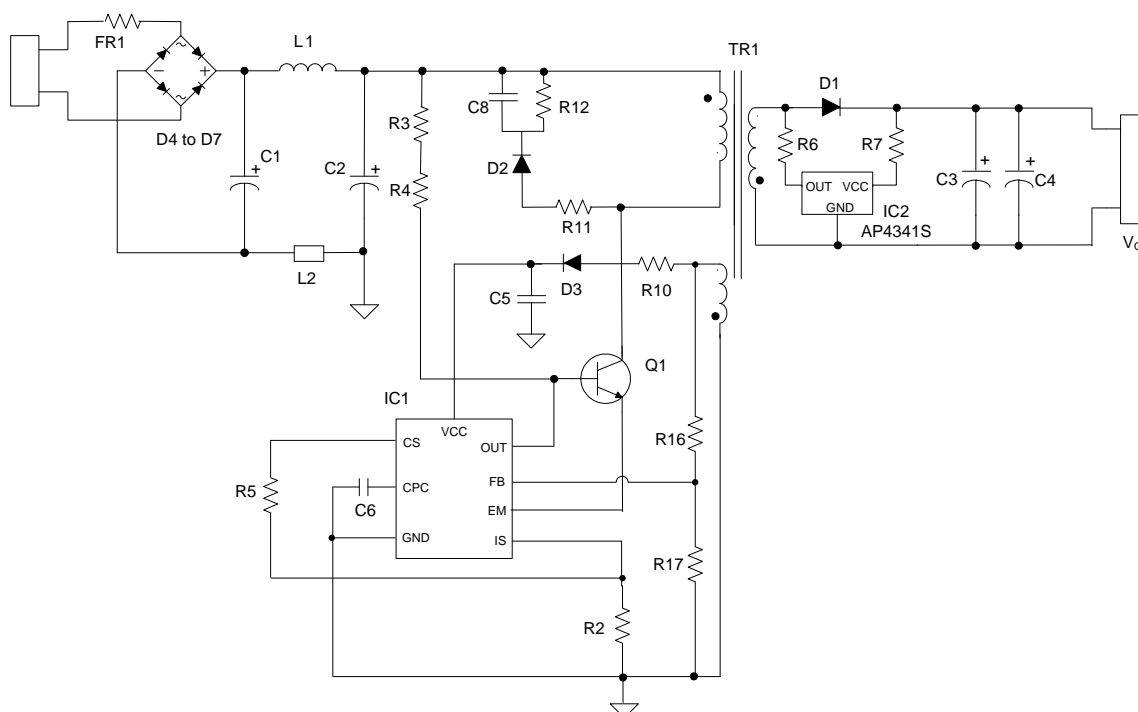 FR1
L1
TR1
D1
C8
R12
R3
D4 to D7
R6
R7
C1
C2
D2
OUT
VCC
C3
C4
R4
GND
IC2
R11
AP4341S
V
L2
C5
D3
R10
Q1
IC1
VCC
OUT
CS
R16
FB
R5
CPC
C6
EM
GND
IS
R17
R2